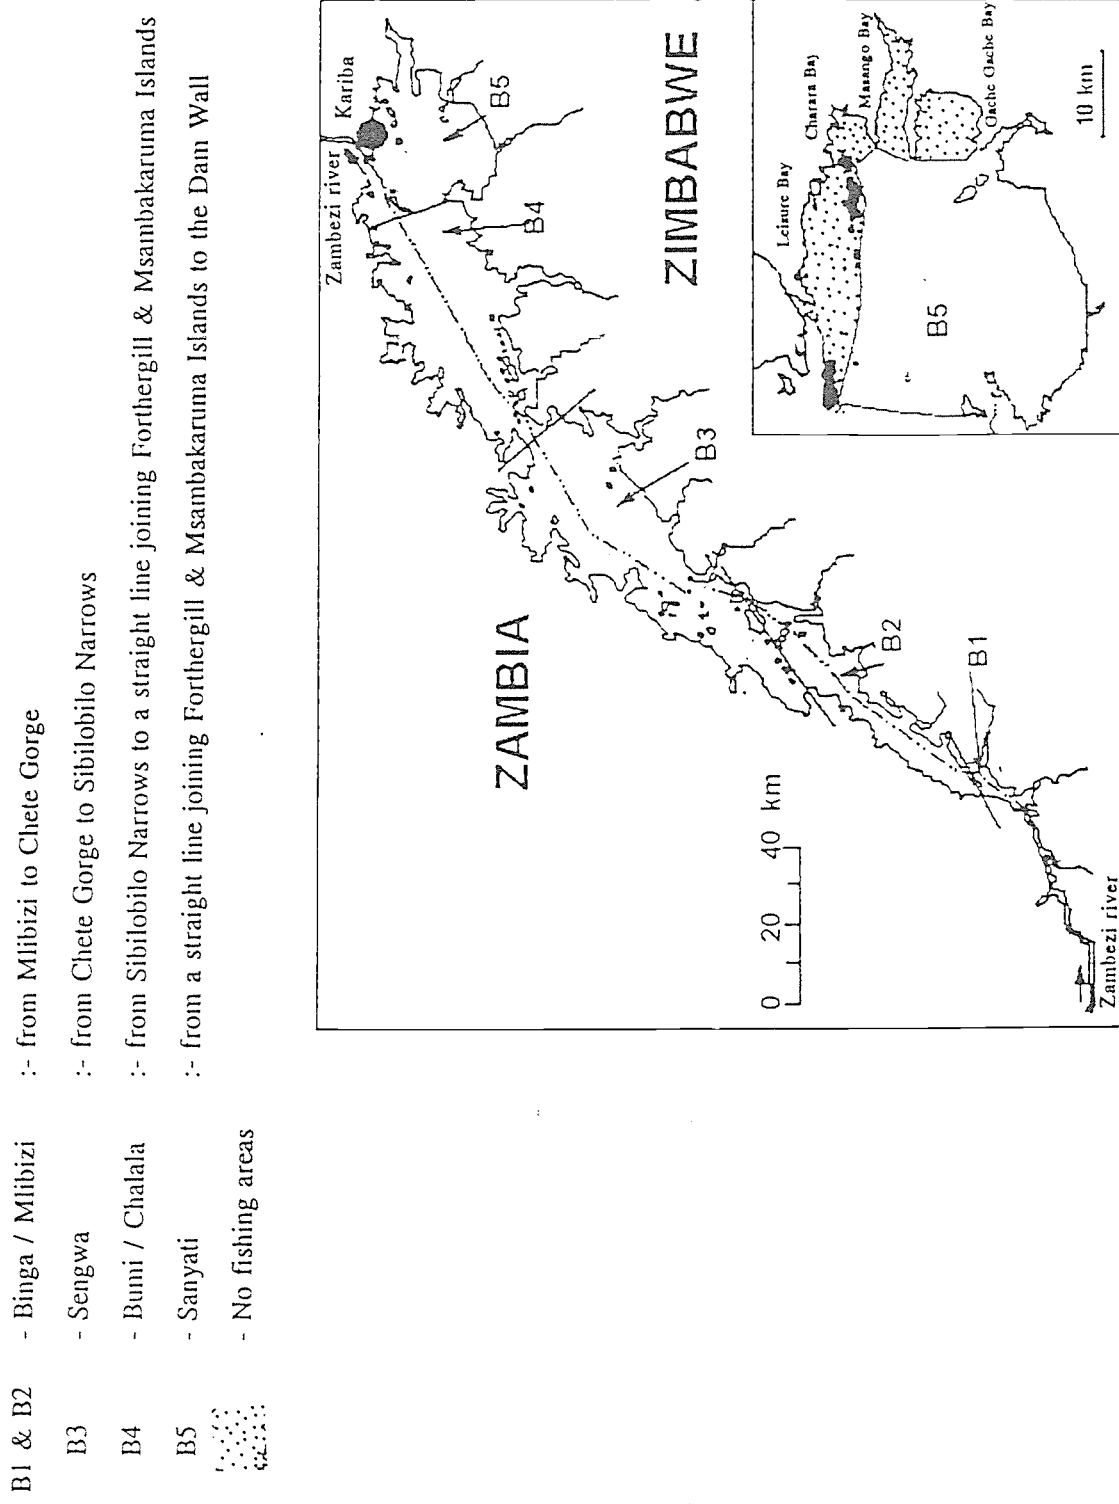 B1 & B2 - Binga / Mlibizi :- from Mlibizi to Chete Gorge
B3 - Sengwa :- from Chete Gorge to Sibilobilo Narrows
B4 - Bumi / Chalala :- from Sibilobilo Narrows to a straight line joining Forthergill & Msambakaruma Islands
B5 - Sanyati :- from a straight line joining Forthergill & Msambakaruma Islands to the Dam Wall
- No fishing areas
Zambezi river
Kariba
B5
B4
ZAMBIA
B3
B2
B1
ZIMBABWE
0 20 40 km
Zambezi river
Leisure Bay
Charara Bay
Masango Bay
Gache Gache Bay
B5
10 km